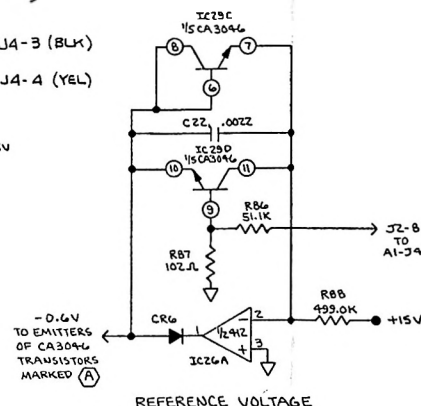 IC29C
1/5 CA3046
J4-3 (BLK)
8
7
6
J4-4 (YEL)
C22 .0022
V
IC29D
1/5 CA3046
10
11
9
R86
51.1K
J2-8
TO
A1-J4
R87
102Ω
R88
499.0K
+15V
-0.6V
TO EMITTERS
OF CA3046
TRANSISTORS
MARKED A
CR6
1
1/2 412
2
-
3
+
IC26A
REFERENCE VOLTAGE